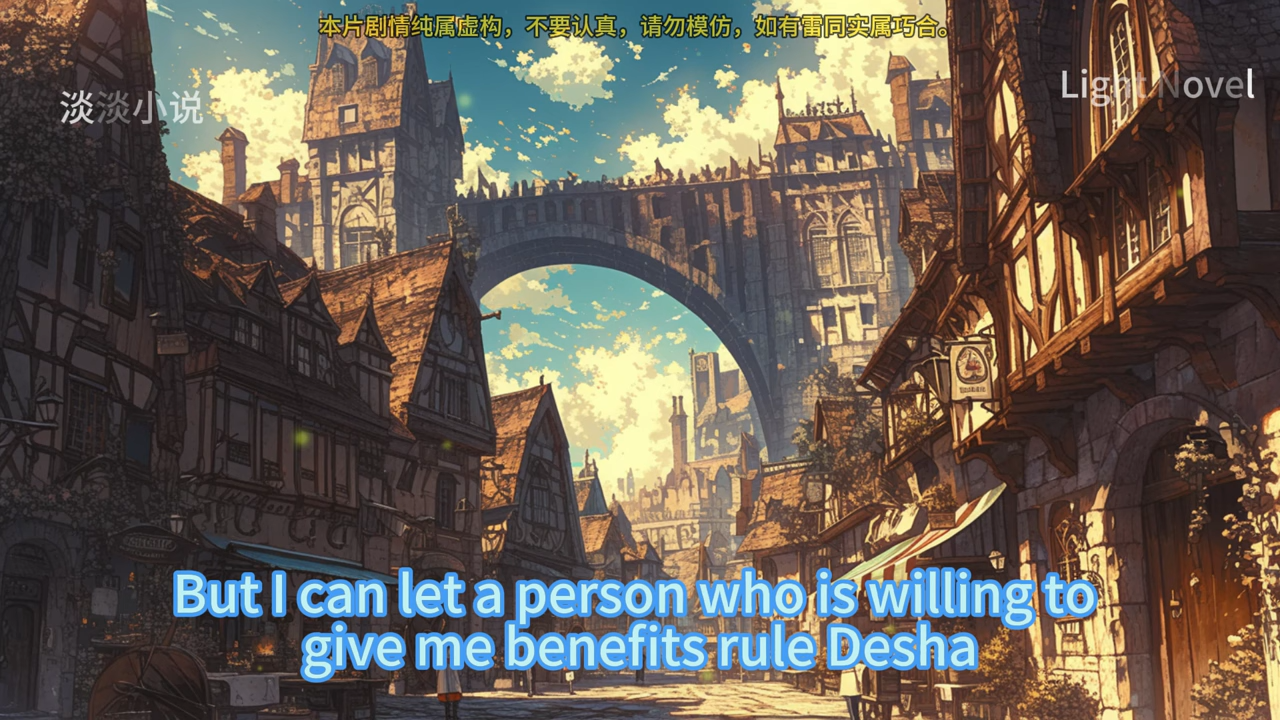 本片剧情纯属虚构，不要认真，请勿模仿，如有雷同实属巧合。
淡淡小说
Light Novel
But I can let a person who is willing to
give me benefits rule Desha